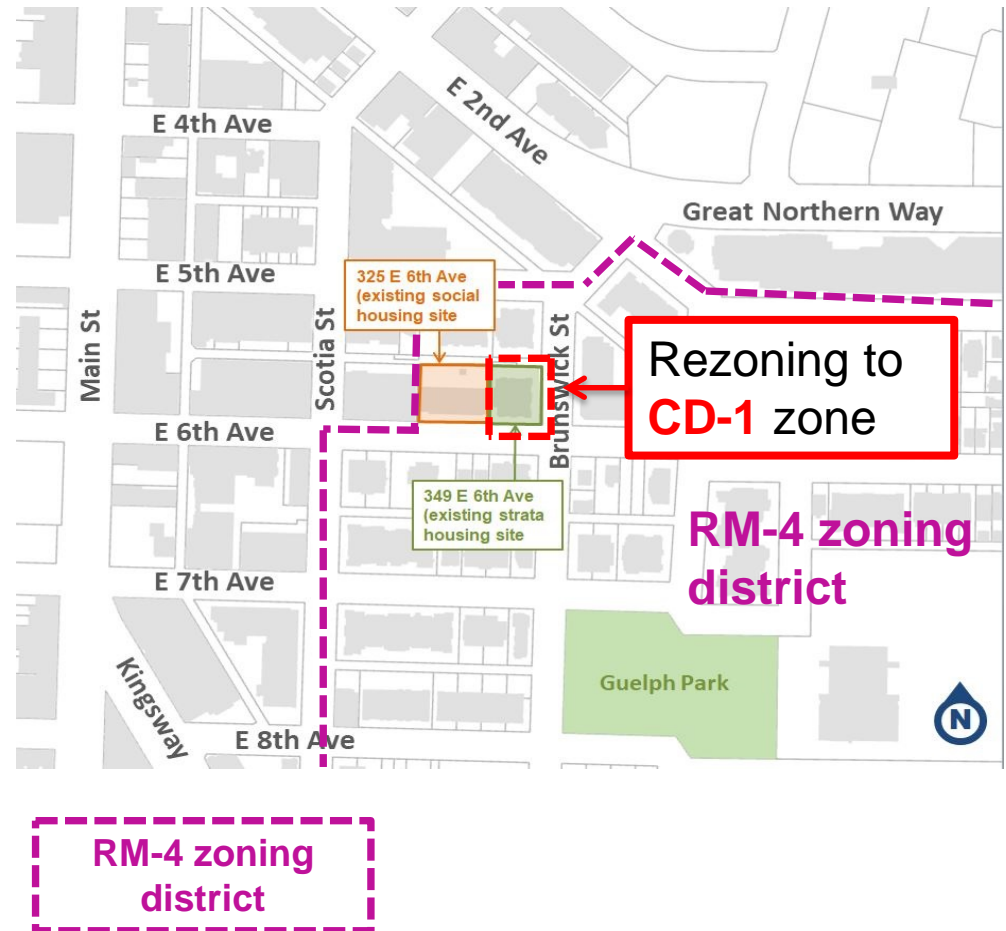 E 4th Ave
E 2nd Ave
Great Northern Way
E 5th Ave
325 E 6th Ave
(existing social
housing site
Main St
Scotia St
Brunswick St
Rezoning to
CD-1 zone
E 6th Ave
349 E 6th Ave
(existing strata
housing site
RM-4 zoning
district
E 7th Ave
Kingsway
Guelph Park
N
E 8th Ave
RM-4 zoning
district